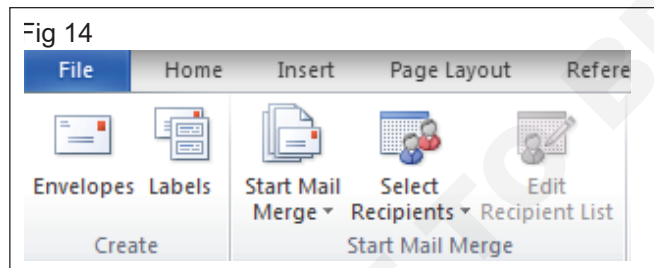 Fig 14
File Home Insert Page Layout Refere
Envelopes Labels Start Mail Merge Select Recipients Edit Recipient List
Create Start Mail Merge